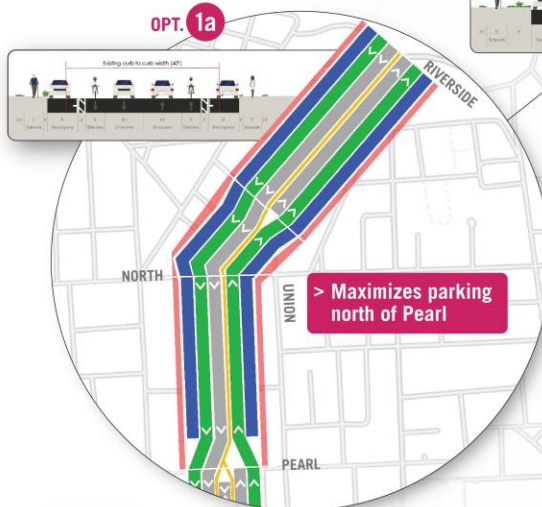 OPT. 1a
Existing curb to curb width (40')
RIVERSIDE
NORTH
UNION
> Maximizes parking
north of Pearl
PEARL